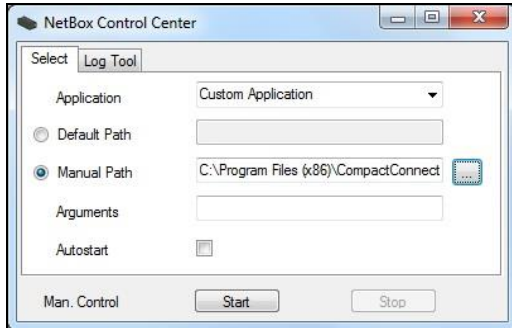 NetBox Control Center
Select Log Tool
Application Custom Application
Default Path
Manual Path C:\Program Files (x86)\CompactConnect ...
Arguments
Autostart
Man. Control Start Stop